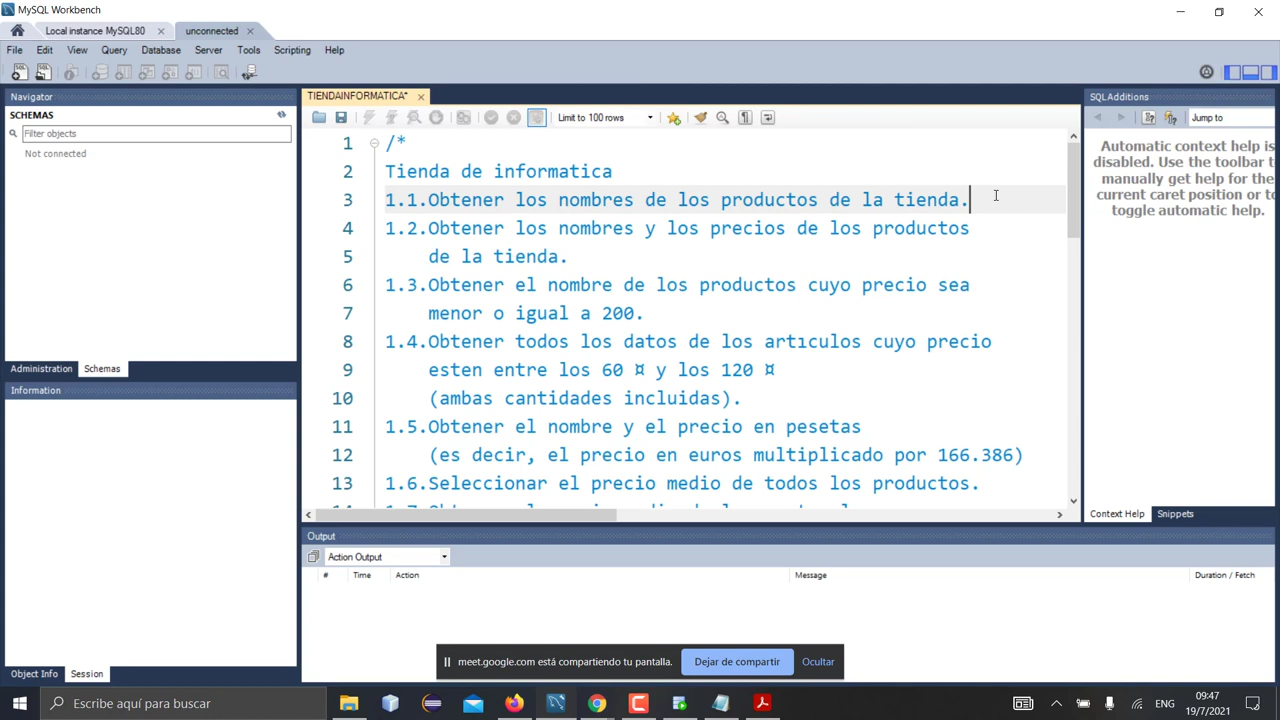 MySQL Workbench
Local instance MySQL80
unconnected
File Edit View Query Database Server Tools Scripting Help
Navigator
SCHEMAS
Filter objects
Not connected
Administration Schemas
Information
Object Info Session
TIENDAINFORMATICA*
Limit to 100 rows
1 /*
2 Tienda de informatica
3 1.1.Obtener los nombres de los productos de la tienda.
4 1.2.Obtener los nombres y los precios de los productos
5 de la tienda.
6 1.3.Obtener el nombre de los productos cuyo precio sea
7 menor o igual a 200.
8 1.4.Obtener todos los datos de los artıculos cuyo precio
9 esten entre los 60 ¤ y los 120 ¤
10 (ambas cantidades incluidas).
11 1.5.Obtener el nombre y el precio en pesetas
12 (es decir, el precio en euros multiplicado por 166.386)
13 1.6.Seleccionar el precio medio de todos los productos.
SQLAdditions
Jump to
Automatic context help is
disabled. Use the toolbar t
manually get help for the
current caret position or to
toggle automatic help.
Context Help Snippets
Output
Action Output
# Time Action Message Duration / Fetch
meet.google.com está compartiendo tu pantalla. Dejar de compartir Ocultar
Escribe aquí para buscar
ENG
09:47
19/7/2021